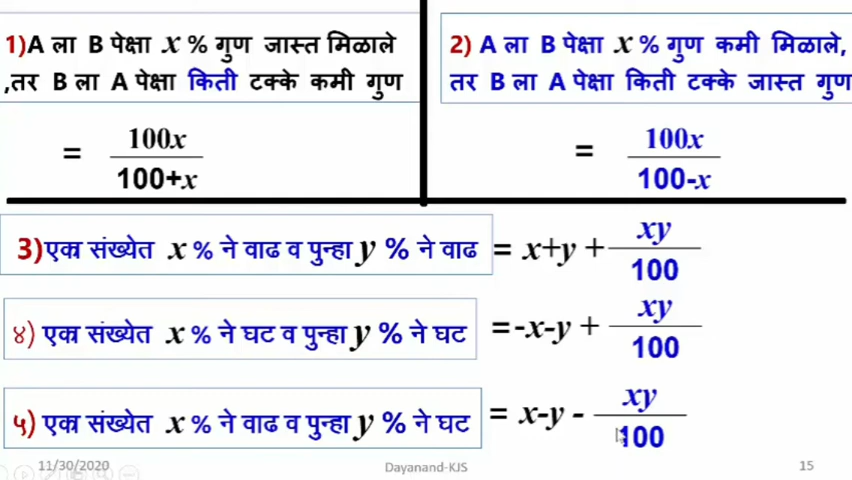 1)A ला B पेक्षा x % गुण जास्त मिळाले
,तर B ला A पेक्षा किती टक्के कमी गुण
= 100x
100+x
2) A ला B पेक्षा x % गुण कमी मिळाले,
तर B ला A पेक्षा किती टक्के जास्त गुण
= 100x
100-x
3)एका संख्येत x % ने वाढ व पुन्हा y % ने वाढ = x+y + xy
100
४) एका संख्येत x % ने घट व पुन्हा y % ने घट =-x-y + xy
100
५) एका संख्येत x % ने वाढ व पुन्हा y % ने घट = x-y - xy
100
11/30/2020 Dayanand-KJS 15